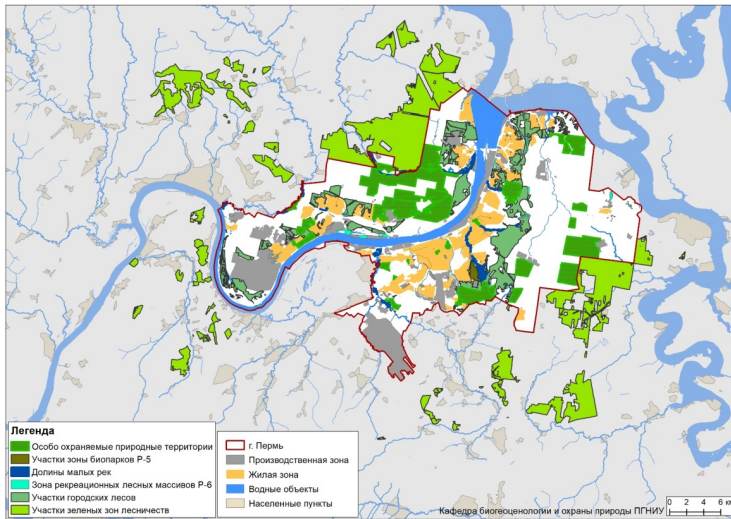 Легенда
Особо охраняемые природные территории
Участки зоны биопарков Р-5
Долины малых рек
Зона рекреационных лесных массивов Р-6
Участки городских лесов
Участки зеленых зон лесничеств
г. Пермь
Производственная зона
Жилая зона
Водные объекты
Населенные пункты
0 2 4 6 км
Кафедра биогеоценологии и охраны природы ПГНИУ